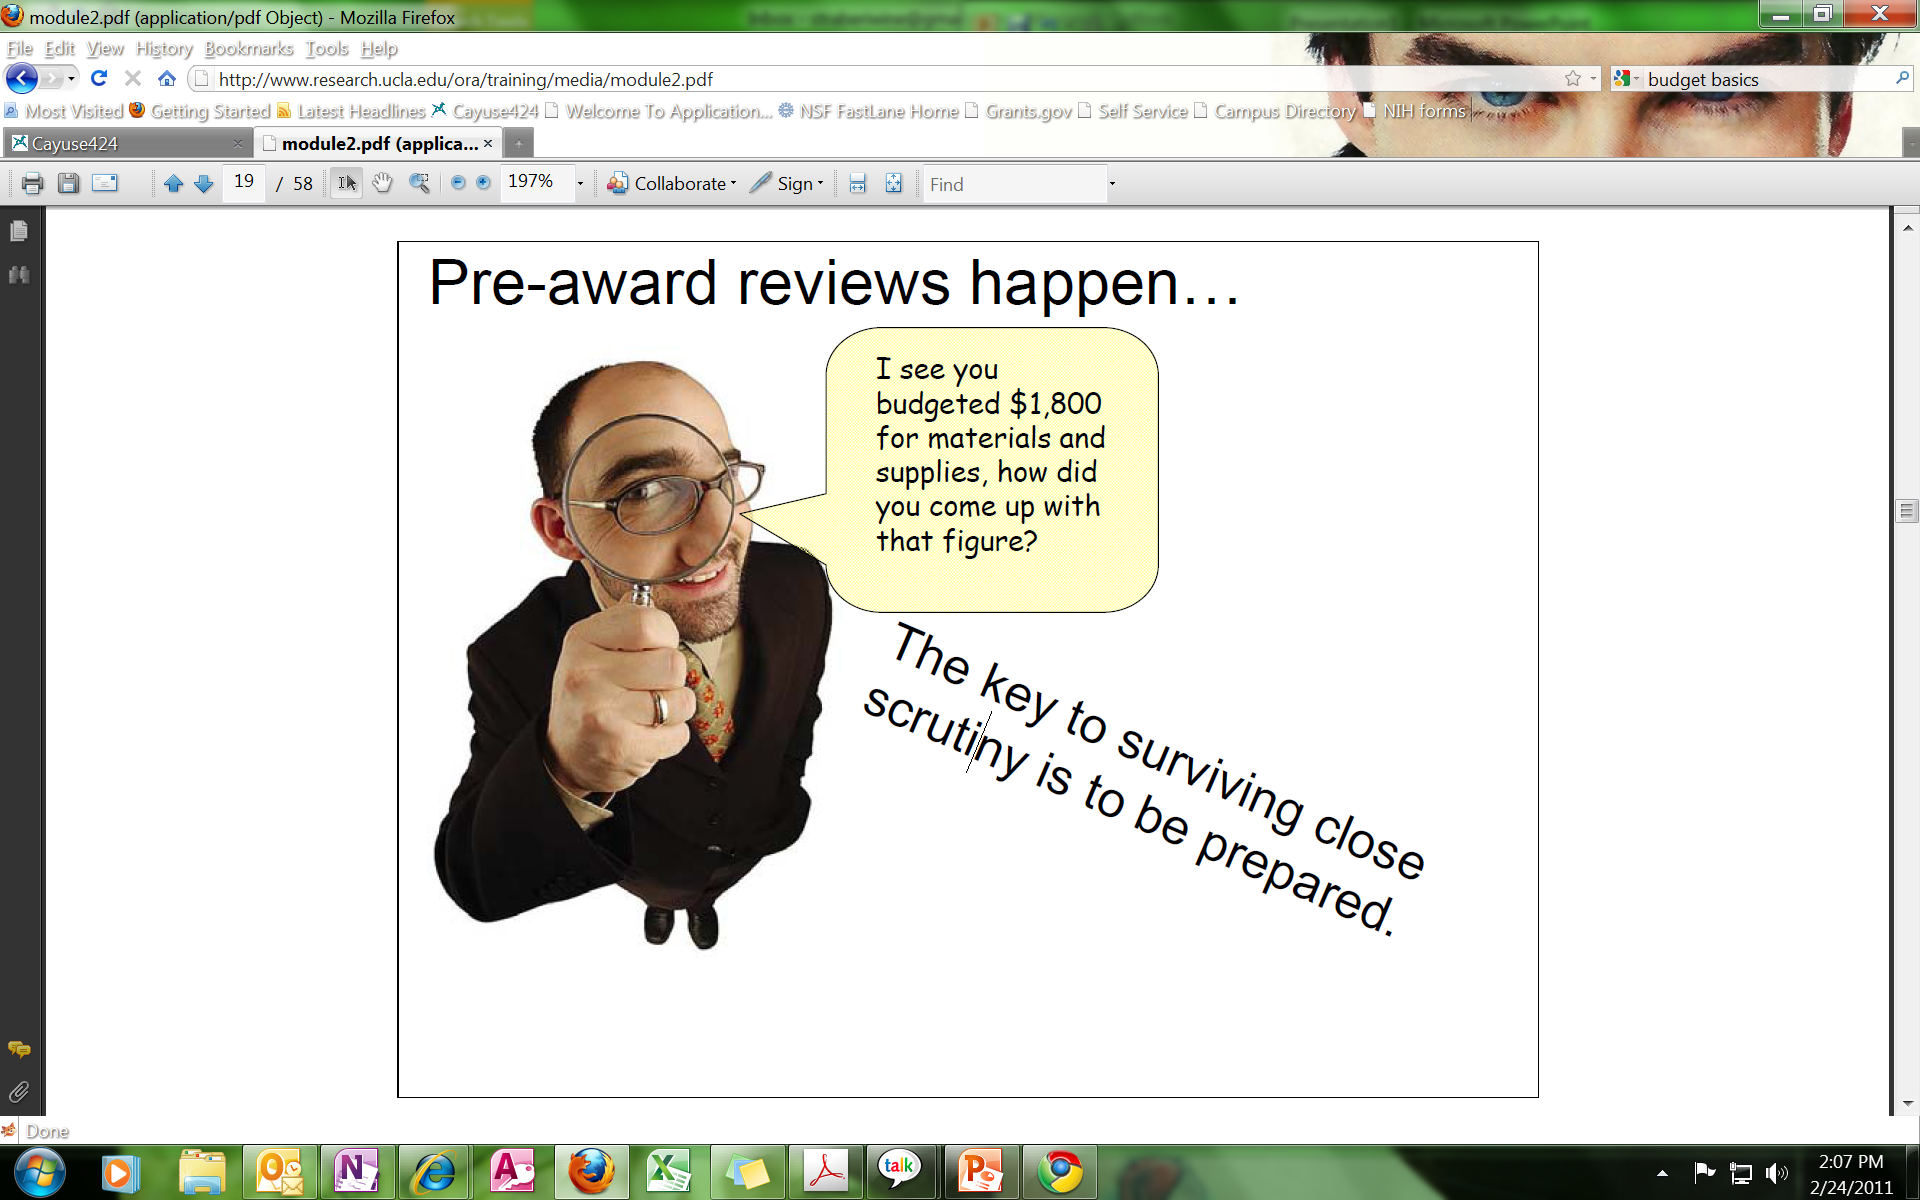 module2.pdf (application/pdf Object) - Mozilla Firefox
File Edit View History Bookmarks Tools Help
http://www.research.ucla.edu/ora/training/media/module2.pdf
budget basics
Most Visited Getting Started Latest Headlines Cayuse424 Welcome To Application... NSF FastLane Home Grants.gov Self Service Campus Directory NIH forms
Cayuse424
module2.pdf (applica...
19 / 58 197% Collaborate Sign Find
Pre-award reviews happen…
I see you
budgeted $1,800
for materials and
supplies, how did
you come up with
that figure?
The key to surviving close
scrutiny is to be prepared.
Done
talk
2:07 PM
2/24/2011